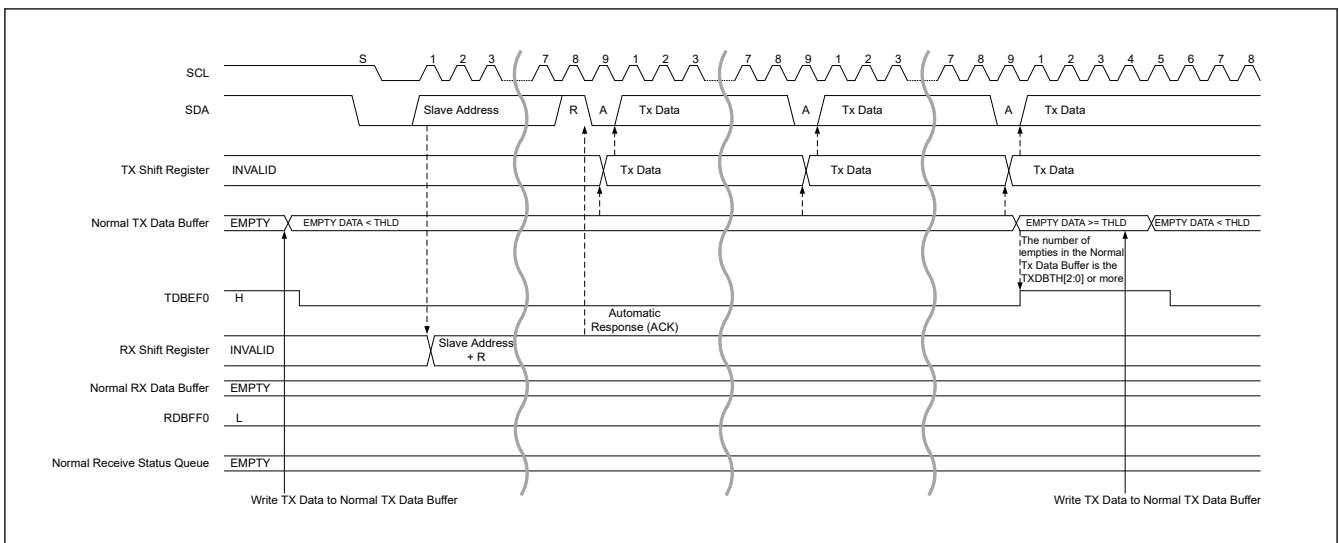 S 1 2 3 7 8 9 1 2 3 7 8 9 1 2 3 7 8 9 1 2 3 4 5 6 7 8
SCL
SDA Slave Address R A Tx Data A Tx Data A Tx Data
TX Shift Register INVALID Tx Data Tx Data Tx Data
Normal TX Data Buffer EMPTY EMPTY DATA < THLD EMPTY DATA >= THLD EMPTY DATA < THLD
The number of
empties in the Normal
Tx Data Buffer is the
TXDBTH[2:0] or more
TDBEF0 H
Automatic
Response (ACK)
RX Shift Register INVALID Slave Address
+ R
Normal RX Data Buffer EMPTY
RDBFF0 L
Normal Receive Status Queue EMPTY
Write TX Data to Normal TX Data Buffer Write TX Data to Normal TX Data Buffer